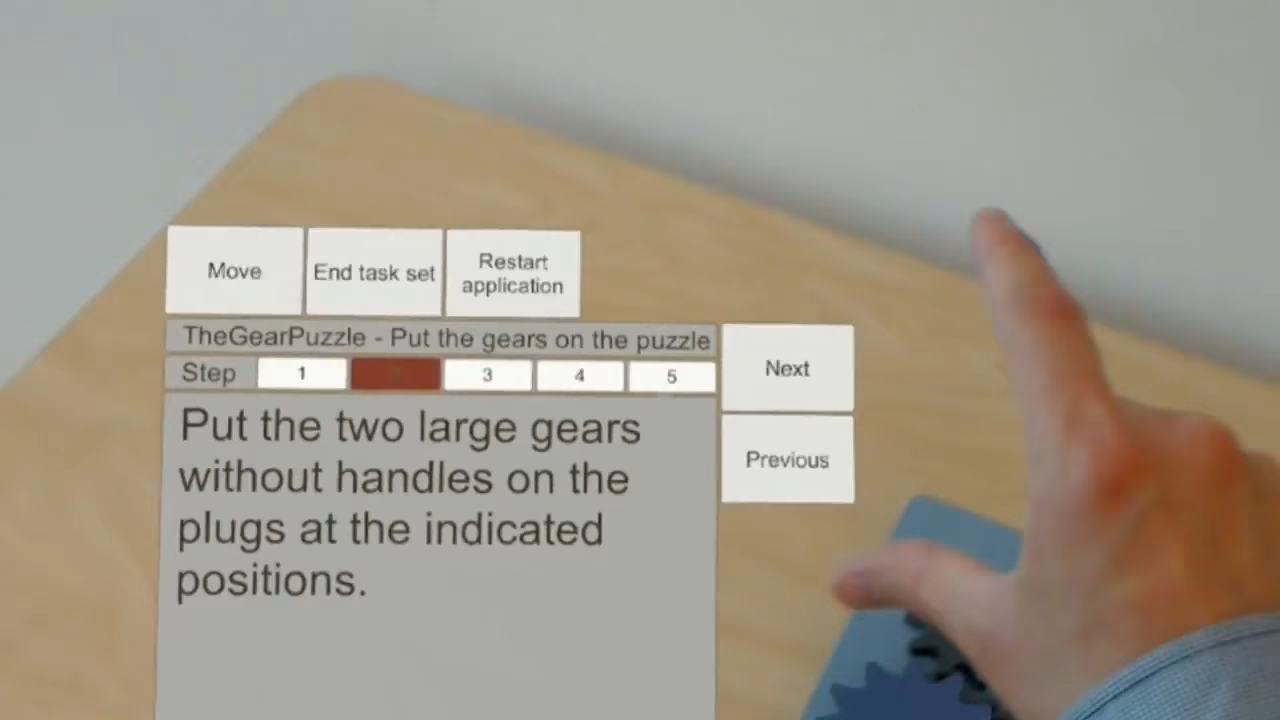 Move
End task set
Restart
application
TheGearPuzzle - Put the gears on the puzzle
Step 1 3 4 5
Next
Put the two large gears
without handles on the
plugs at the indicated
positions.
Previous